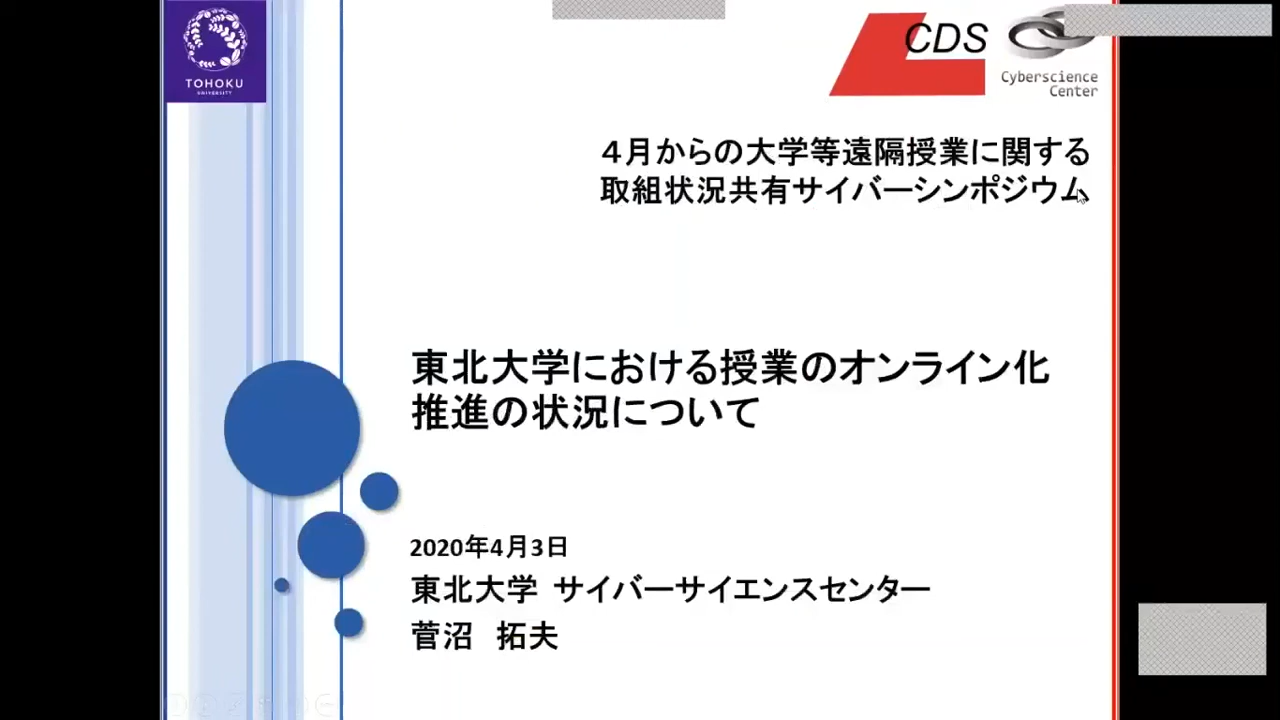 TOHOKU
UNIVERSITY
CDS
Cyberscience
Center
４月からの大学等遠隔授業に関する
取組状況共有サイバーシンポジウム
東北大学における授業のオンライン化
推進の状況について
2020年4月3日
東北大学 サイバーサイエンスセンター
菅沼　拓夫